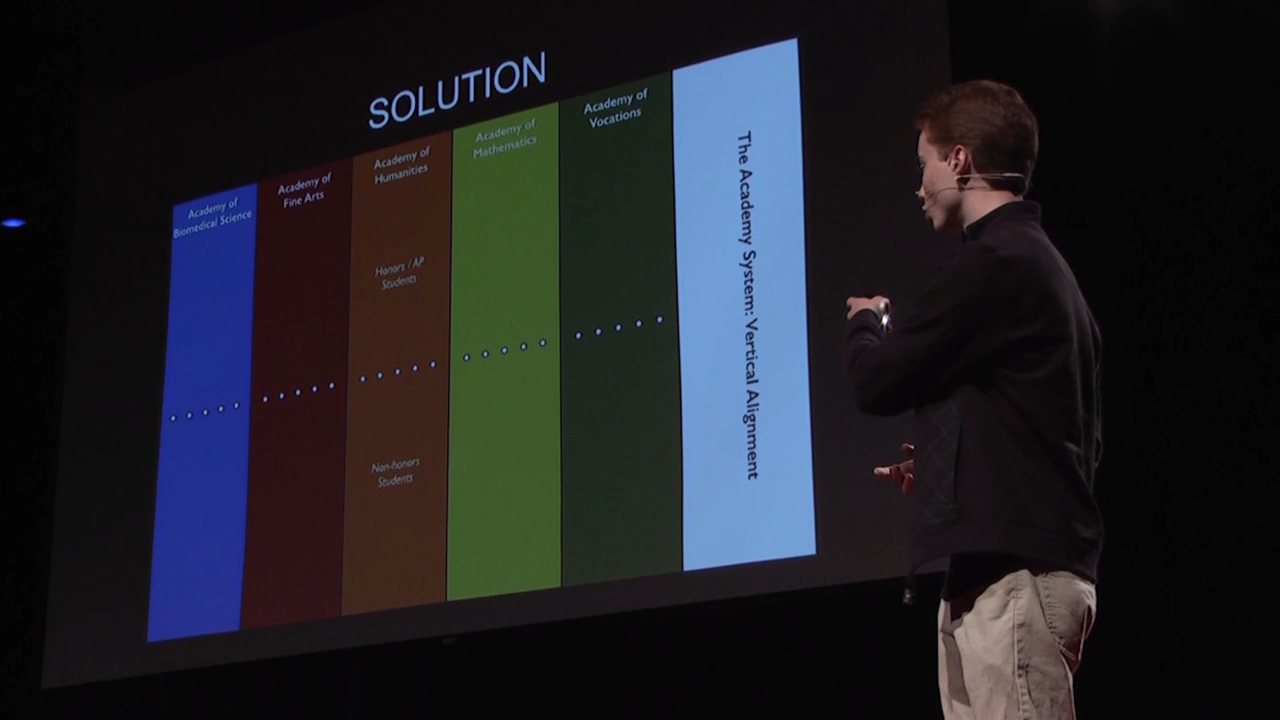 SOLUTION
Academy of
Biomedical Science
Academy of
Fine Arts
Academy of
Humanities
Honors / AP
Students
Non-honors
Students
Academy of
Mathematics
Academy of
Vocations
The Academy System: Vertical Alignment